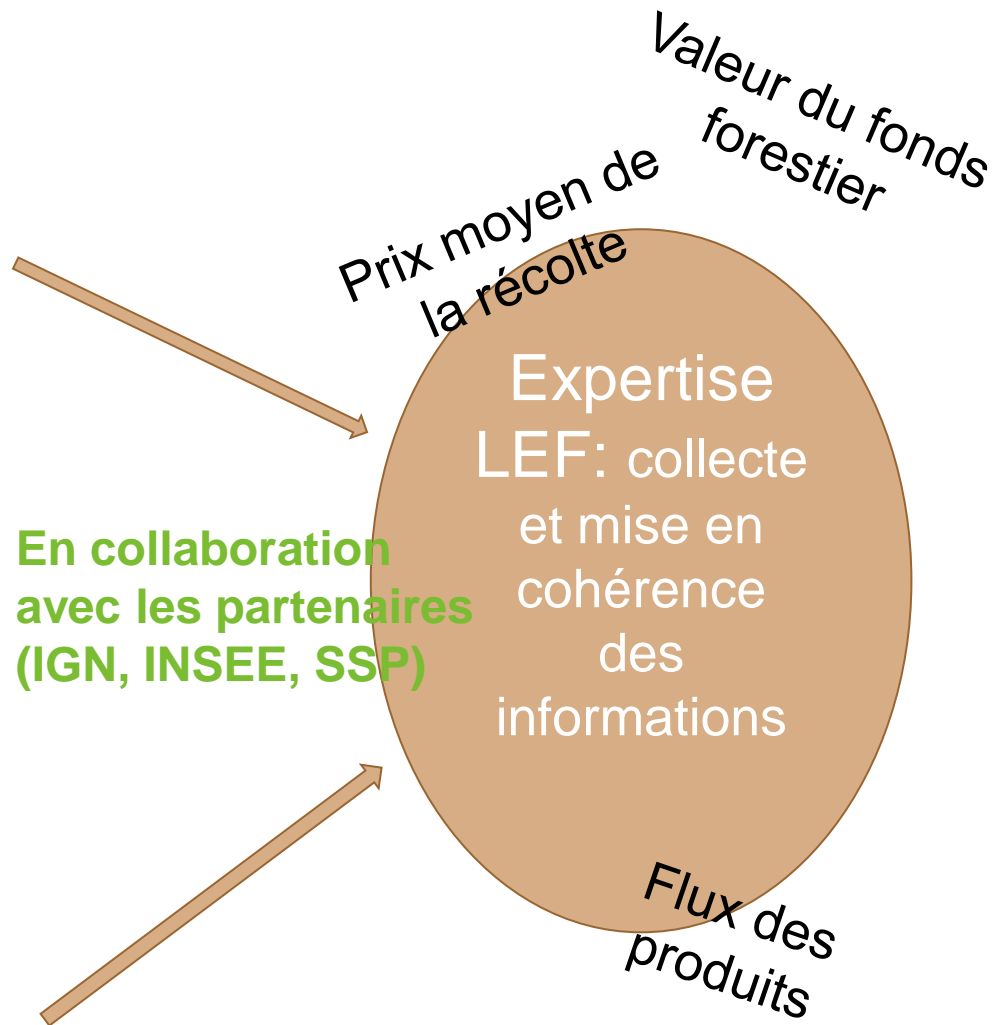 Valeur du fonds
forestier
Prix moyen de
la récolte
Expertise
LEF: collecte
et mise en
cohérence
des
informations
En collaboration
avec les partenaires
(IGN, INSEE, SSP)
Flux des
produits